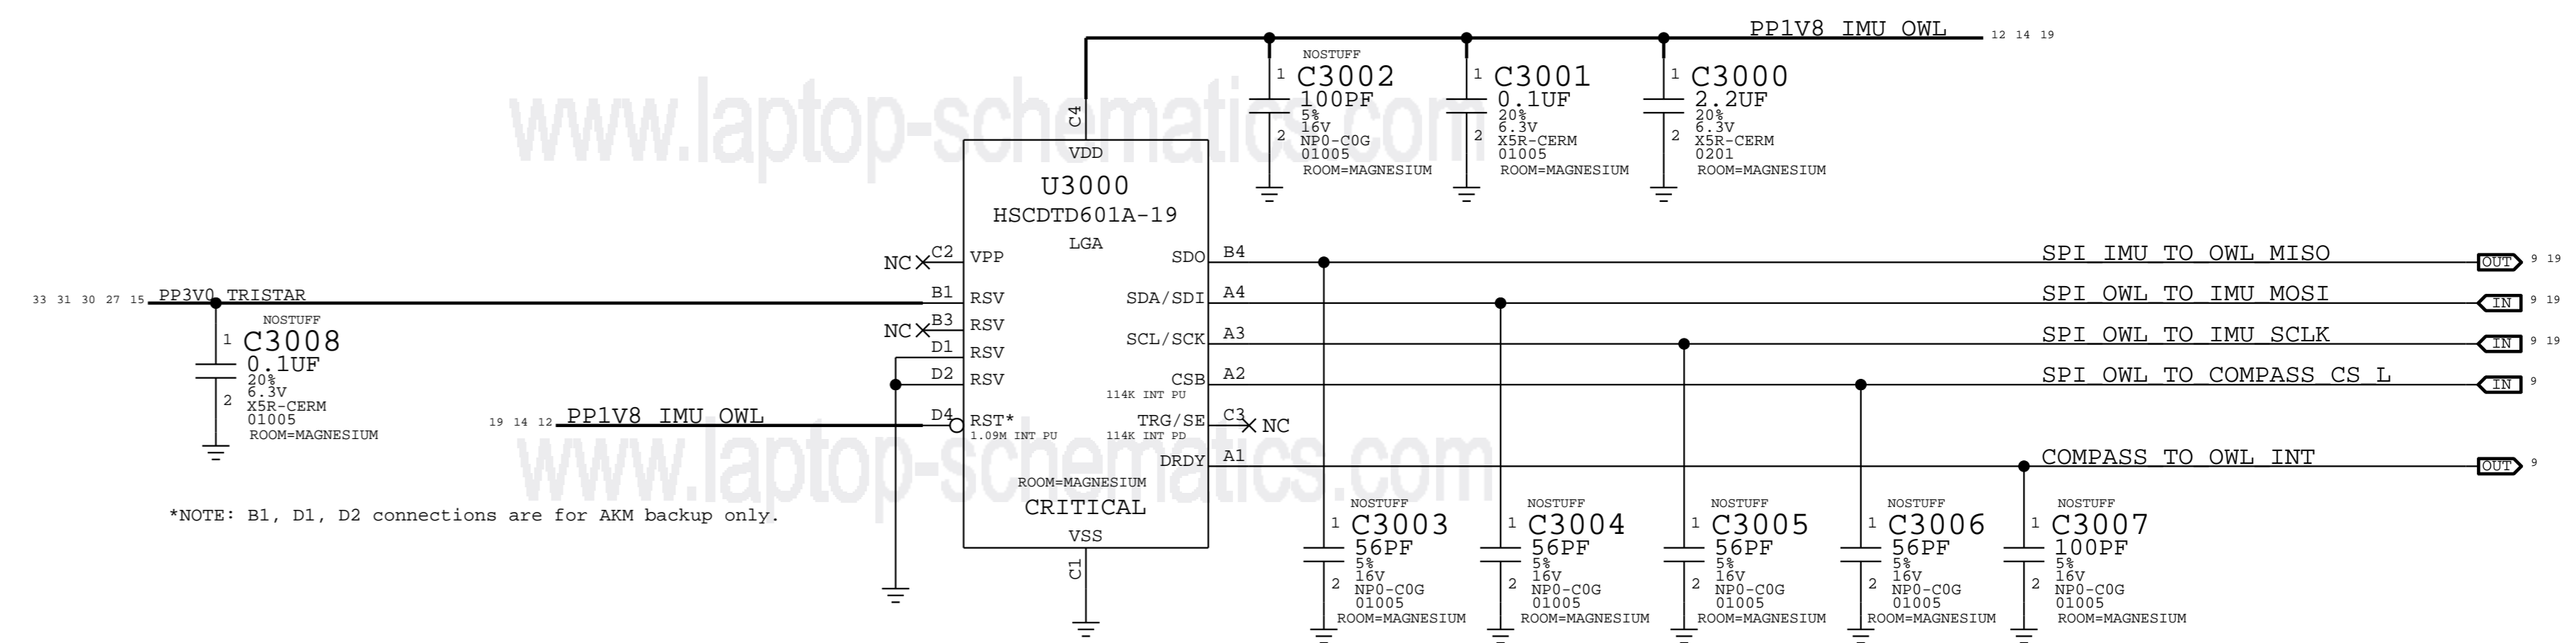 www.laptop-schematics.com
PP1V8 IMU OWL 12 14 19
NOSTUFF
1 C3002
100PF
5%
16V
2 NP0-C0G
01005
ROOM=MAGNESIUM
1 C3001
0.1UF
20%
6.3V
2 X5R-CERM
01005
ROOM=MAGNESIUM
1 C3000
2.2UF
20%
6.3V
2 X5R-CERM
0201
ROOM=MAGNESIUM
C4
VDD
U3000
HSCDTD601A-19
LGA
NC C2 VPP
SDO B4 SPI_IMU_TO_OWL_MISO OUT 9 19
33 31 30 27 15 PP3V0_TRISTAR B1 RSV
SDA/SDI A4 SPI_OWL_TO_IMU_MOSI IN 9 19
NC B3 RSV
SCL/SCK A3 SPI_OWL_TO_IMU_SCLK IN 9 19
D1 RSV
D2 RSV
CSB A2 SPI_OWL_TO_COMPASS_CS_L IN 9
114K INT PU
19 14 12 PP1V8_IMU_OWL D4 RST*
1.09M INT PU
TRG/SE C3 NC
114K INT PD
DRDY A1 COMPASS_TO_OWL_INT OUT 9
NOSTUFF
1 C3008
0.1UF
20%
6.3V
2 X5R-CERM
01005
ROOM=MAGNESIUM
www.laptop-schematics.com
ROOM=MAGNESIUM
CRITICAL
VSS
C1
*NOTE: B1, D1, D2 connections are for AKM backup only.
NOSTUFF
1 C3003
56PF
5%
16V
2 NP0-C0G
01005
ROOM=MAGNESIUM
NOSTUFF
1 C3004
56PF
5%
16V
2 NP0-C0G
01005
ROOM=MAGNESIUM
NOSTUFF
1 C3005
56PF
5%
16V
2 NP0-C0G
01005
ROOM=MAGNESIUM
NOSTUFF
1 C3006
56PF
5%
16V
2 NP0-C0G
01005
ROOM=MAGNESIUM
NOSTUFF
1 C3007
100PF
5%
16V
2 NP0-C0G
01005
ROOM=MAGNESIUM